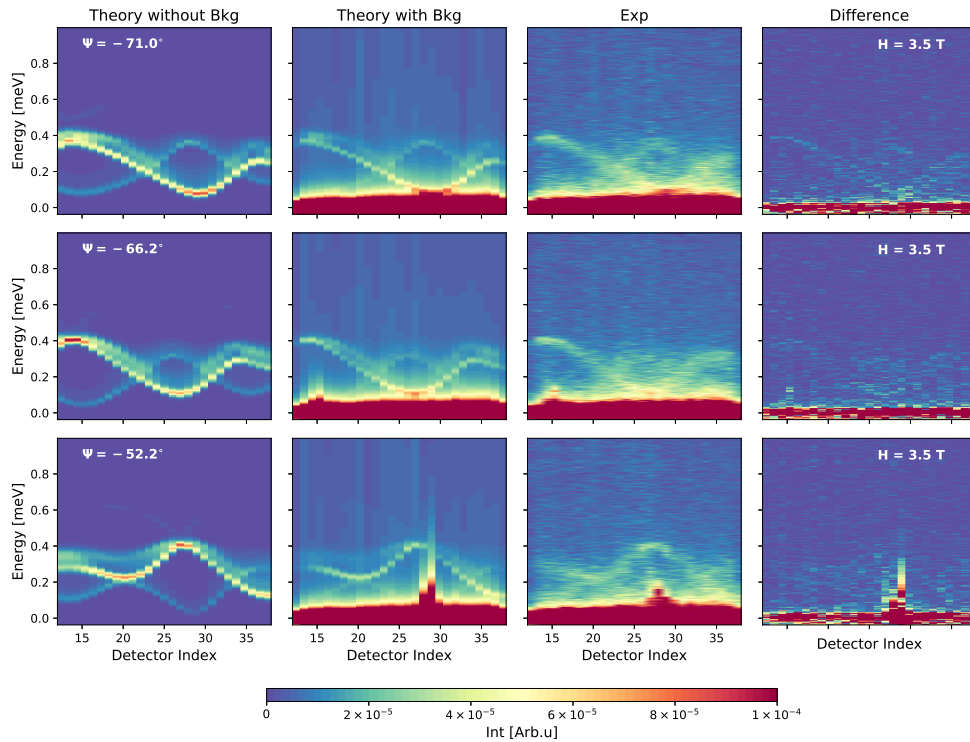 Theory without Bkg Theory with Bkg Exp Difference
Ψ = −71.0° H = 3.5 T
Energy [meV]
0.8
0.6
0.4
0.2
0.0
Ψ = −66.2° H = 3.5 T
Energy [meV]
0.8
0.6
0.4
0.2
0.0
Ψ = −52.2° H = 3.5 T
Energy [meV]
0.8
0.6
0.4
0.2
0.0
15 20 25 30 35 15 20 25 30 35 15 20 25 30 35
Detector Index Detector Index Detector Index Detector Index
0 2 × 10⁻⁵ 4 × 10⁻⁵ 6 × 10⁻⁵ 8 × 10⁻⁵ 1 × 10⁻⁴
Int [Arb.u]